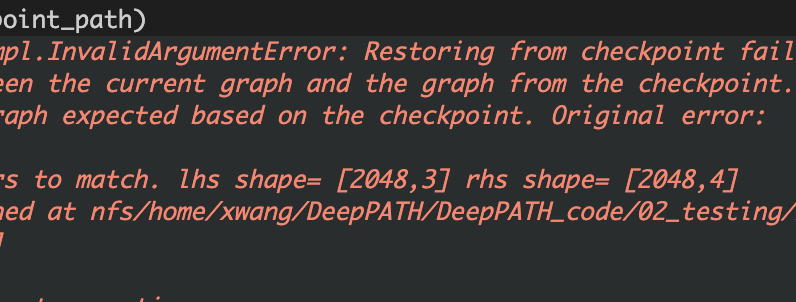 point_path)
mpl.InvalidArgumentError: Restoring from checkpoint fail
een the current graph and the graph from the checkpoint.
raph expected based on the checkpoint. Original error:
rs to match. lhs shape= [2048,3] rhs shape= [2048,4]
ned at nfs/home/xwang/DeepPATH/DeepPATH_code/02_testing/
]